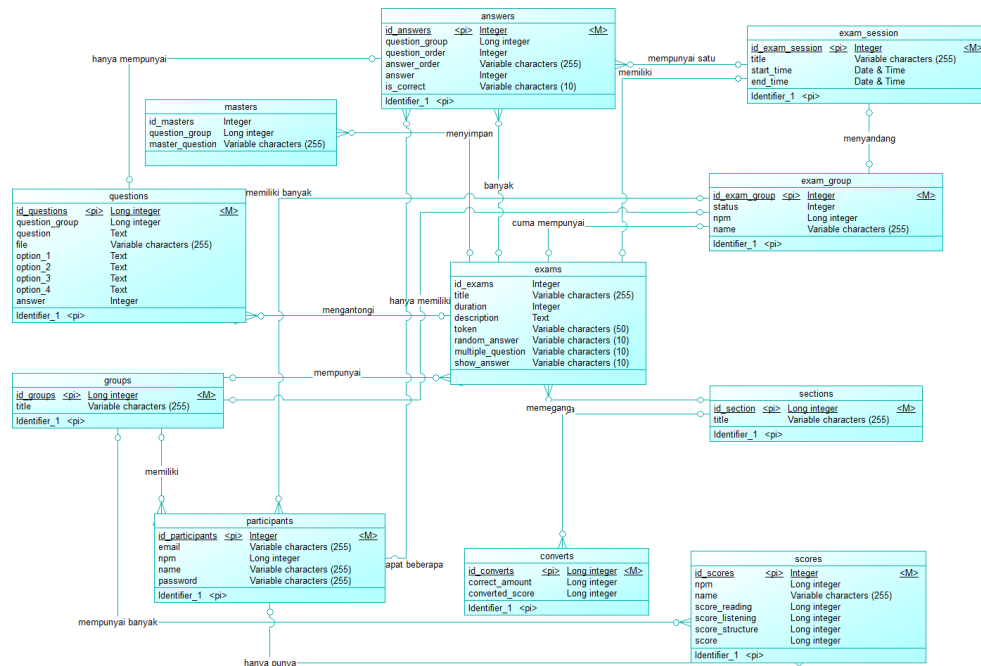 answers
id_answers <pi> Integer <M>
question_group Long integer
question_order Integer
answer_order Variable characters (255)
answer Integer
is_correct Variable characters (10)
Identifier_1 <pi>
exam_session
id_exam_session <pi> Integer <M>
title Variable characters (255)
start_time Date & Time
end_time Date & Time
Identifier_1 <pi>
hanya mempunyai
mempunyai satu
memiliki
masters
id_masters Integer
question_group Long integer
master_question Variable characters (255)
menyimpan
menyandang
banyak
memiliki banyak
questions
id_questions <pi> Long integer <M>
question_group Long integer
question Text
file Variable characters (255)
option_1 Text
option_2 Text
option_3 Text
option_4 Text
answer Integer
Identifier_1 <pi>
exam_group
id_exam_group <pi> Integer <M>
status Integer
npm Long integer
name Variable characters (255)
Identifier_1 <pi>
cuma mempunyai
exams
id_exams Integer
title Variable characters (255)
duration Integer
description Text
token Variable characters (50)
random_answer Variable characters (10)
multiple_question Variable characters (10)
show_answer Variable characters (10)
hanya memiliki
mengantongi
mempunyai
groups
id_groups <pi> Long integer <M>
title Variable characters (255)
Identifier_1 <pi>
memegang
sections
id_section <pi> Long integer <M>
title Variable characters (255)
Identifier_1 <pi>
memiliki
participants
id_participants <pi> Integer <M>
email Variable characters (255)
npm Long integer
name Variable characters (255)
password Variable characters (255)
Identifier_1 <pi>
apat beberapa
converts
id_converts <pi> Long integer <M>
correct_amount Long integer
converted_score Long integer
Identifier_1 <pi>
scores
id_scores <pi> Integer <M>
npm Long integer
name Variable characters (255)
score_reading Long integer
score_listening Long integer
score_structure Long integer
score Long integer
Identifier_1 <pi>
mempunyai banyak
hanya punya